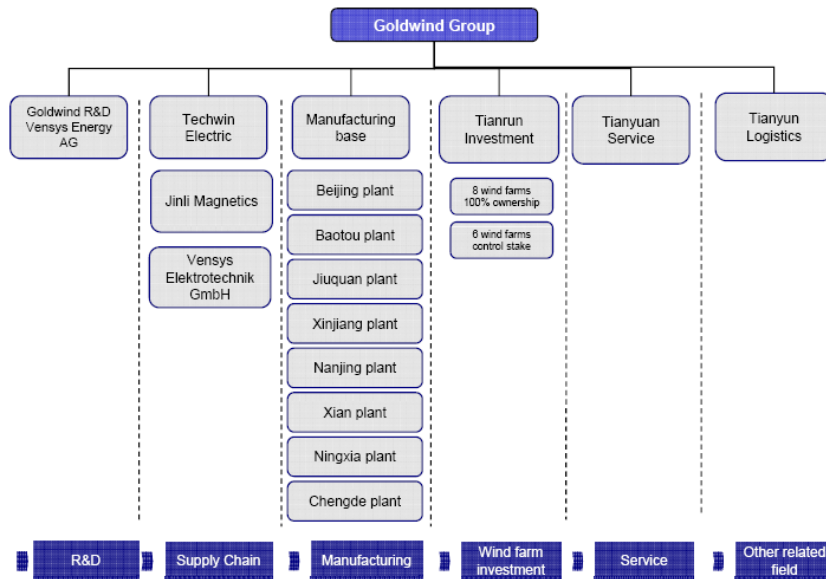 Goldwind Group
Goldwind R&D
Vensys Energy
AG
Techwin
Electric
Manufacturing
base
Tianrun
Investment
Tianyuan
Service
Tianyun
Logistics
Jinli Magnetics
Vensys
Elektrotechnik
GmbH
Beijing plant
Baotou plant
Jiuquan plant
Xinjiang plant
Nanjing plant
Xian plant
Ningxia plant
Chengde plant
8 wind farms
100% ownership
6 wind farms
control stake
R&D
Supply Chain
Manufacturing
Wind farm
investment
Service
Other related
field